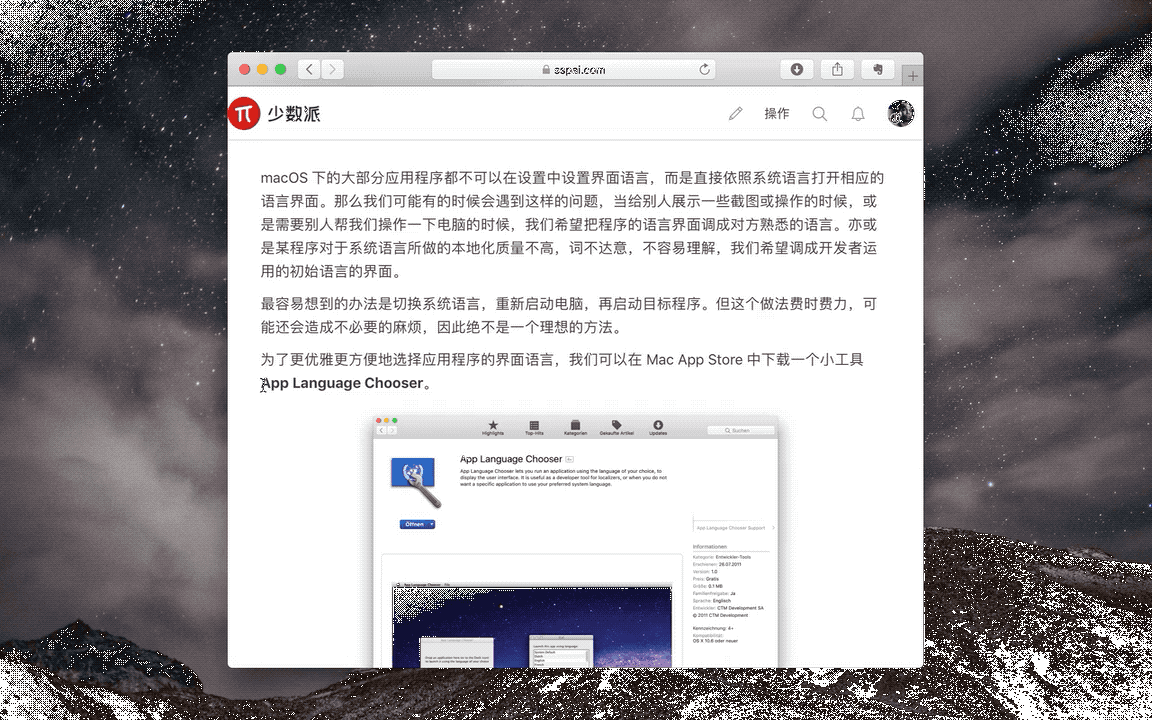 sspai.com
少数派
操作
macOS 下的大部分应用程序都不可以在设置中设置界面语言，而是直接依照系统语言打开相应的
语言界面。那么我们可能有的时候会遇到这样的问题，当给别人展示一些截图或操作的时候，或
是需要别人帮我们操作一下电脑的时候，我们希望把程序的语言界面调成对方熟悉的语言。亦或
是某程序对于系统语言所做的本地化质量不高，词不达意，不容易理解，我们希望调成开发者运
用的初始语言的界面。
最容易想到的办法是切换系统语言，重新启动电脑，再启动目标程序。但这个做法费时费力，可
能还会造成不必要的麻烦，因此绝不是一个理想的方法。
为了更优雅更方便地选择应用程序的界面语言，我们可以在 Mac App Store 中下载一个小工具
App Language Chooser。
Highlights Top-Hits Kategorien Gekaufte Artikel Updates
Suchen
App Language Chooser 4+
App Language Chooser lets you run an application using the language of your choice, to
display the user interface. It is useful as a developer tool for localizers, or when you do not
want a specific application to use your preferred system language.
Öffnen
App Language Chooser Support
Informationen
Kategorie: Entwickler-Tools
Erschienen: 26.07.2011
Version: 1.0
Preis: Gratis
Größe: 0.1 MB
Familienfreigabe: Ja
Sprache: Englisch
Entwickler: CTM Development SA
© 2011 CTM Development
Kennzeichnung: 4+
Kompatibilität:
OS X 10.6 oder neuer
App Language Chooser File
Launch the app using language:
System Default